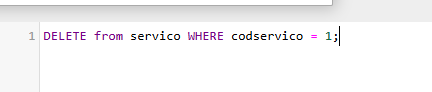 1 DELETE from servico WHERE codservico = 1;